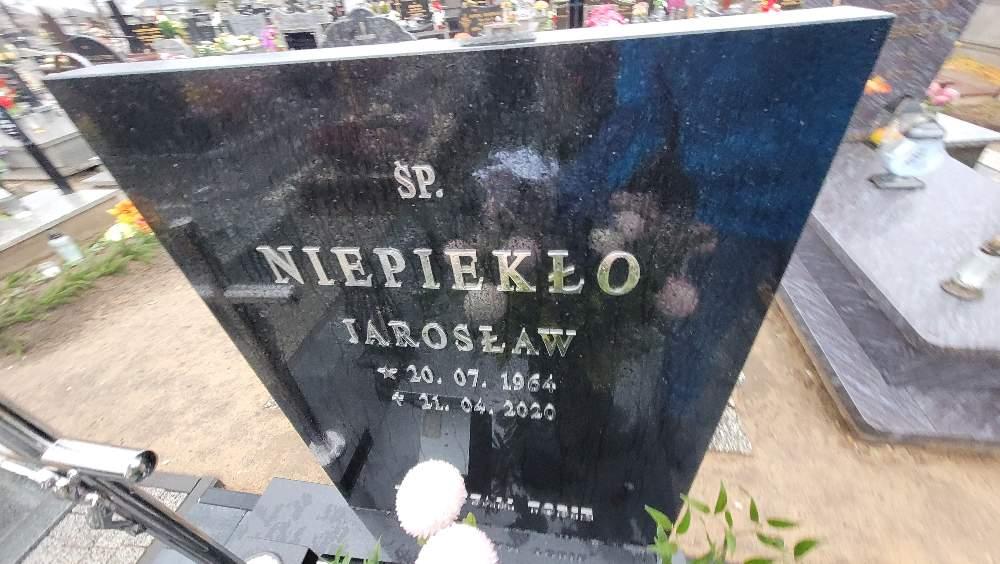 ŚP.
NIEPIEKŁO
JAROSŁAW
* 20. 07. 1964
+ 21. 04. 2020